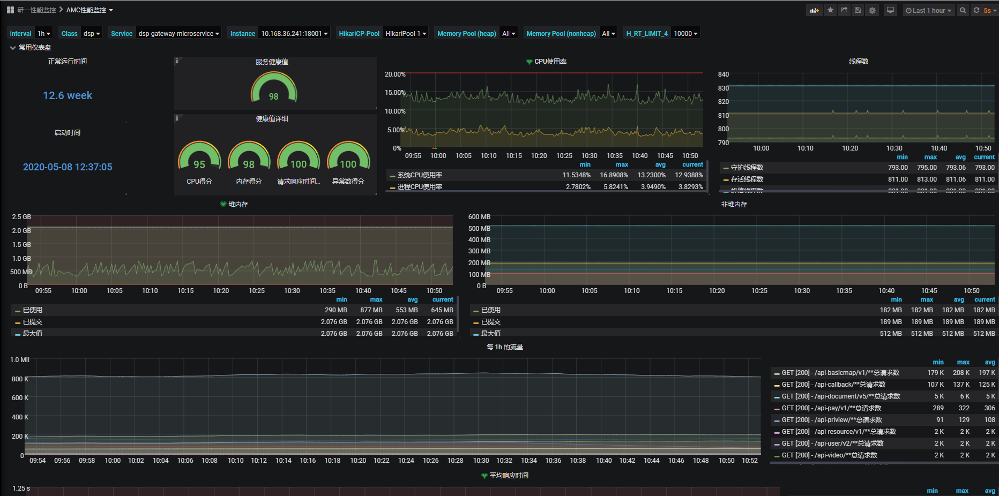 研一性能监控 > AMC性能监控
Last 1 hour
5s
interval 1h Class dsp Service dsp-gateway-microservice Instance 10.168.36.241:18001 HikariCP-Pool HikariPool-1 Memory Pool (heap) All Memory Pool (nonheap) All H_RT_LIMIT_4 10000
常用仪表盘
正常运行时间
12.6 week
启动时间
2020-05-08 12:37:05
服务健康值
98
健康值详细
95 98 100 100
CPU得分 内存得分 请求响应时间... 异常数得分
CPU使用率
20.00%
15.00%
10.00%
5.00%
0%
09:55 10:00 10:05 10:10 10:15 10:20 10:25 10:30 10:35 10:40 10:45 10:50
min max avg current
系统CPU使用率 11.5348% 16.8908% 13.2300% 12.9388%
进程CPU使用率 2.7802% 5.8241% 3.9490% 3.8293%
线程数
840
830
820
810
800
790
10:00 10:10 10:20 10:30 10:40 10:50
min max avg current
守护线程数 793.00 795.00 793.06 793.00
存活线程数 811.00 813.00 811.06 811.00
堆内存
2.5 GB
2.0 GB
1.5 GB
1.0 GB
500 MB
0 B
09:55 10:00 10:05 10:10 10:15 10:20 10:25 10:30 10:35 10:40 10:45 10:50
min max avg current
已使用 290 MB 877 MB 553 MB 645 MB
已提交 2.076 GB 2.076 GB 2.076 GB 2.076 GB
最大值 2.076 GB 2.076 GB 2.076 GB 2.076 GB
非堆内存
600 MB
500 MB
400 MB
300 MB
200 MB
100 MB
0 B
09:55 10:00 10:05 10:10 10:15 10:20 10:25 10:30 10:35 10:40 10:45 10:50
min max avg current
已使用 182 MB 182 MB 182 MB 182 MB
已提交 189 MB 189 MB 189 MB 189 MB
最大值 512 MB 512 MB 512 MB 512 MB
每 1h 的流量
1.0 Mil
800 K
600 K
400 K
200 K
0
09:54 09:56 09:58 10:00 10:02 10:04 10:06 10:08 10:10 10:12 10:14 10:16 10:18 10:20 10:22 10:24 10:26 10:28 10:30 10:32 10:34 10:36 10:38 10:40 10:42 10:44 10:46 10:48 10:50 10:52
min max avg
GET [200] - /api-basicmap/v1/**总请求数 179 K 208 K 197 K
GET [200] - /api-callback/**总请求数 107 K 137 K 125 K
GET [200] - /api-document/v5/**总请求数 5 K 6 K 5 K
GET [200] - /api-pay/v1/**总请求数 289 322 306
GET [200] - /api-priview/**总请求数 91 129 108
GET [200] - /api-resource/v1/**总请求数 2 K 2 K 2 K
GET [200] - /api-user/v2/**总请求数 2 K 2 K 2 K
GET [200] - /api-video/**总请求数 2 K 2 K 2 K
平均响应时间
1.25 s
min max avg